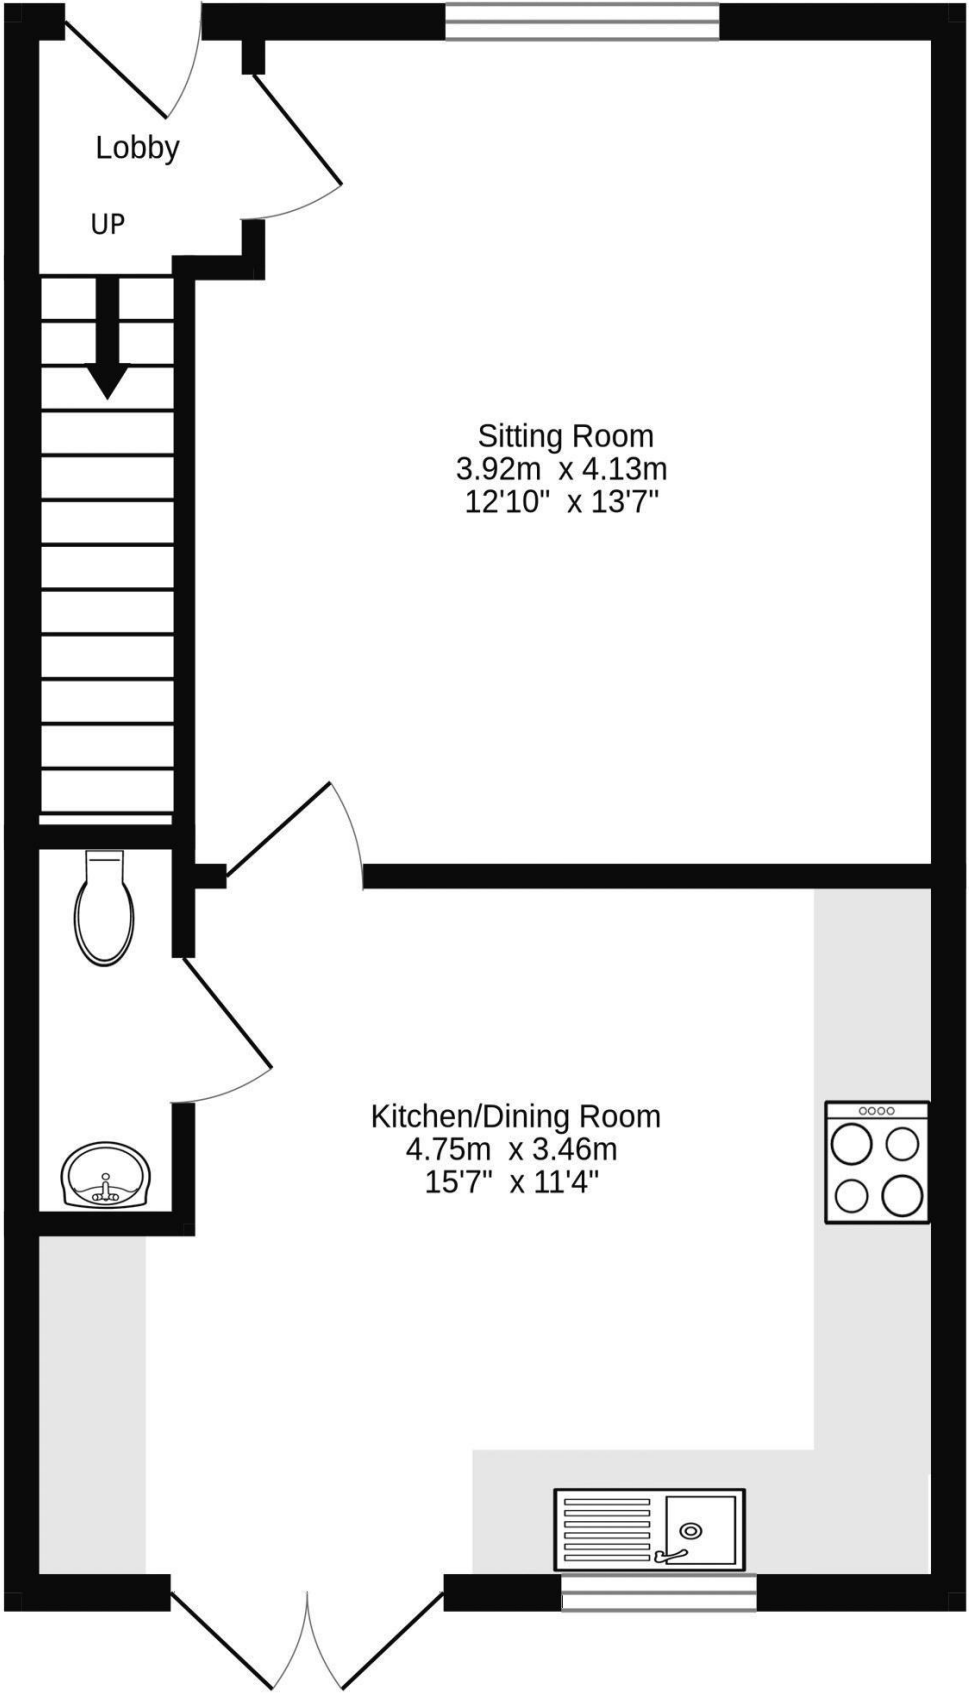 Lobby
UP
Sitting Room
3.92m x 4.13m
12'10" x 13'7"
Kitchen/Dining Room
4.75m x 3.46m
15'7" x 11'4"